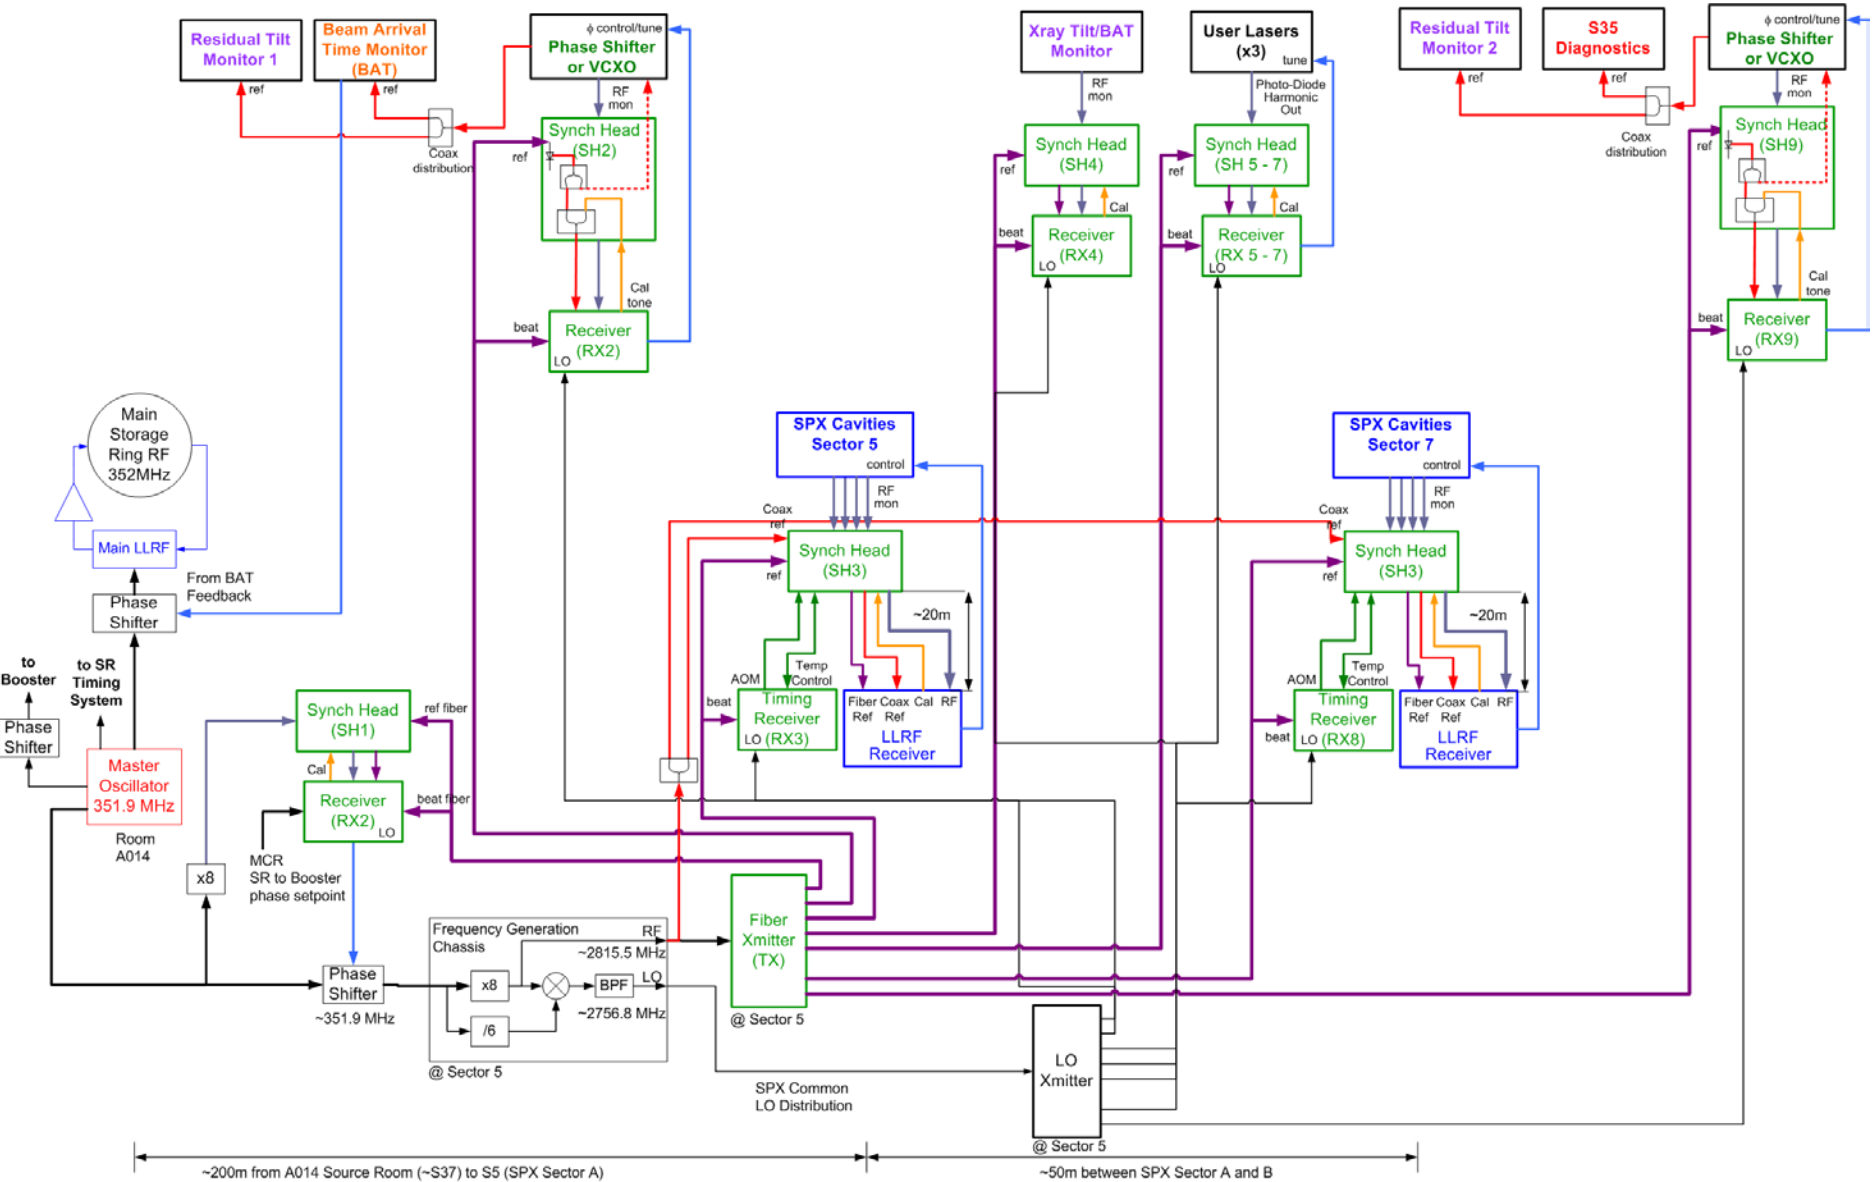 Residual Tilt
Monitor 1
ref
Beam Arrival
Time Monitor
(BAT)
ref
Coax
distribution
ϕ control/tune
Phase Shifter
or VCXO
RF
mon
Synch Head
(SH2)
ref
Cal
tone
beat
Receiver
(RX2)
LO
Xray Tilt/BAT
Monitor
RF
mon
Synch Head
(SH4)
ref
Cal
beat
Receiver
(RX4)
LO
User Lasers
(x3)
tune
Photo-Diode
Harmonic
Out
Synch Head
(SH 5 - 7)
ref
Cal
beat
Receiver
(RX 5 - 7)
LO
Residual Tilt
Monitor 2
ref
S35
Diagnostics
ref
Coax
distribution
ϕ control/tune
Phase Shifter
or VCXO
RF
mon
Synch Head
(SH9)
ref
Cal
tone
beat
Receiver
(RX9)
LO
Main
Storage
Ring RF
352MHz
Main LLRF
From BAT
Feedback
Phase
Shifter
to
Booster
to SR
Timing
System
Phase
Shifter
Master
Oscillator
351.9 MHz
Room
A014
x8
Synch Head
(SH1)
ref fiber
Cal
Receiver
(RX2)
LO
beat fiber
MCR
SR to Booster
phase setpoint
Phase
Shifter
~351.9 MHz
SPX Cavities
Sector 5
control
RF
mon
Coax
ref
Synch Head
(SH3)
ref
~20m
AOM
Temp
Control
beat
Timing
Receiver
LO (RX3)
Fiber Coax Cal RF
Ref Ref
LLRF
Receiver
SPX Cavities
Sector 7
control
RF
mon
Coax
ref
Synch Head
(SH3)
ref
~20m
AOM
Temp
Control
beat
Timing
Receiver
LO (RX8)
Fiber Coax Cal RF
Ref Ref
LLRF
Receiver
Frequency Generation
Chassis
RF
~2815.5 MHz
x8
BPF
LO
~2756.8 MHz
/6
@ Sector 5
Fiber
Xmitter
(TX)
@ Sector 5
SPX Common
LO Distribution
LO
Xmitter
@ Sector 5
~200m from A014 Source Room (~S37) to S5 (SPX Sector A)
~50m between SPX Sector A and B